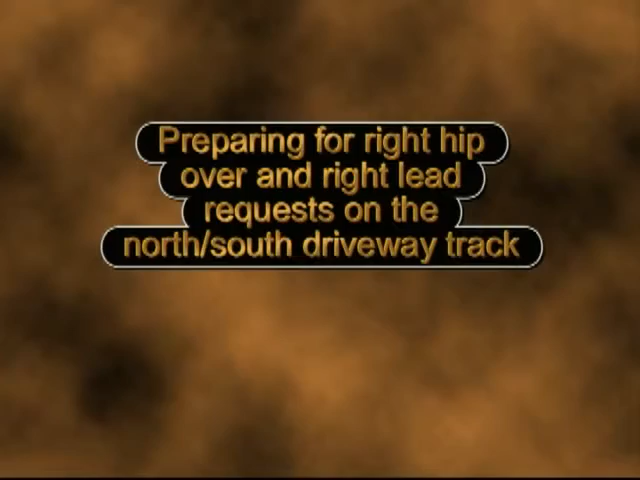 Preparing for right hip
over and right lead
requests on the
north/south driveway track